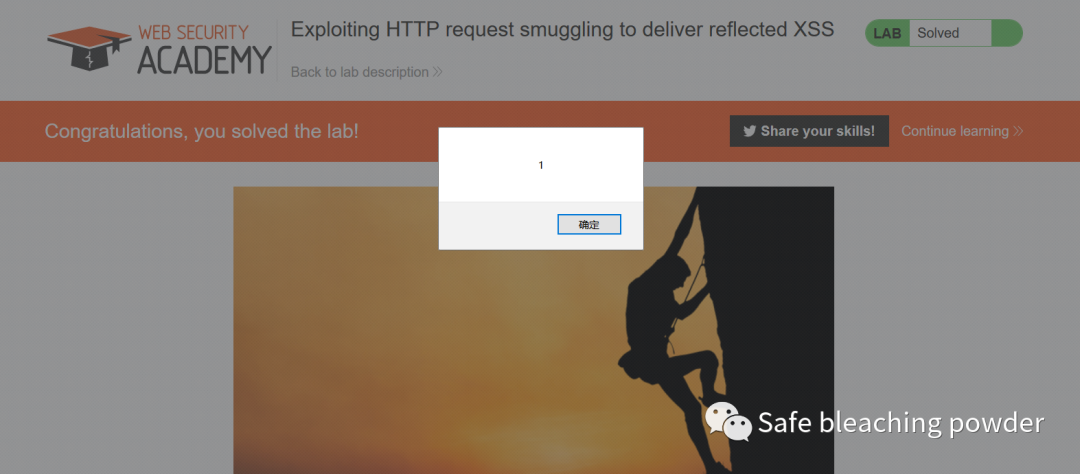 WEB SECURITY
ACADEMY
Exploiting HTTP request smuggling to deliver reflected XSS
Back to lab description
LAB Solved
Congratulations, you solved the lab!
Share your skills!
Continue learning
1
确定
Safe bleaching powder